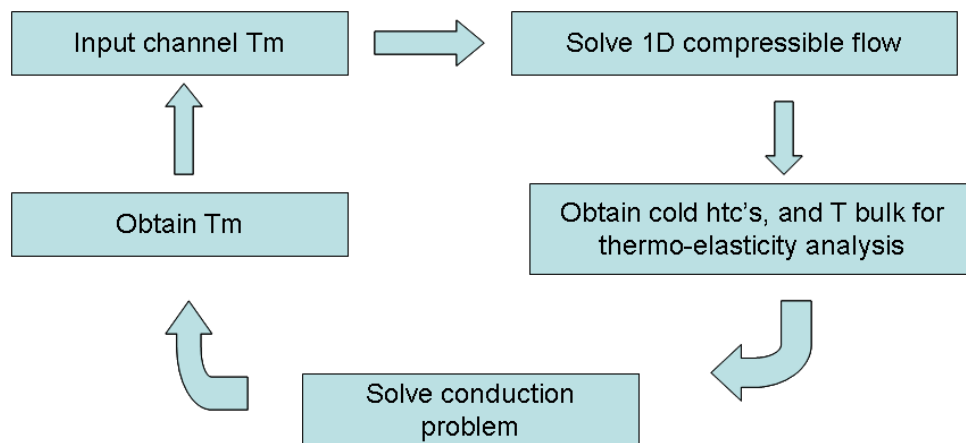 Input channel Tm
Solve 1D compressible flow
Obtain Tm
Obtain cold htc's, and T bulk for
thermo-elasticity analysis
Solve conduction
problem